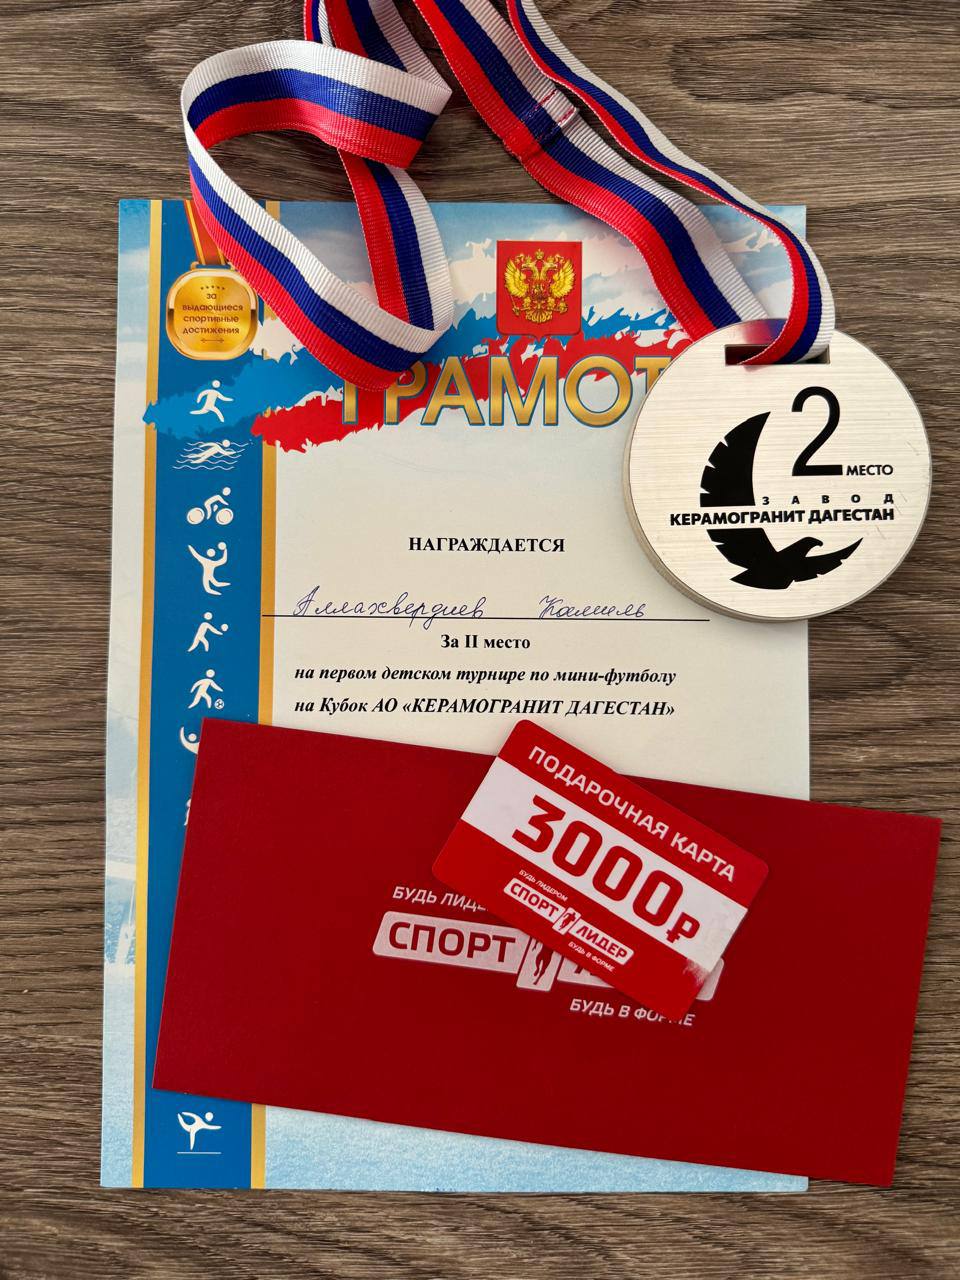 за
выдающиеся
спортивные
достижения
ГРАМОТ
НАГРАЖДАЕТСЯ
Аллахвердиев Камиль
За II место
на первом детском турнире по мини-футболу
на Кубок АО «КЕРАМОГРАНИТ ДАГЕСТАН»
2 МЕСТО
ЗАВОД
КЕРАМОГРАНИТ ДАГЕСТАН
ПОДАРОЧНАЯ КАРТА
3000₽
БУДЬ ЛИДЕРОМ
СПОРТ ЛИДЕР
БУДЬ В ФОРМЕ
БУДЬ ЛИДЕ
СПОРТ
БУДЬ В ФОРМЕ